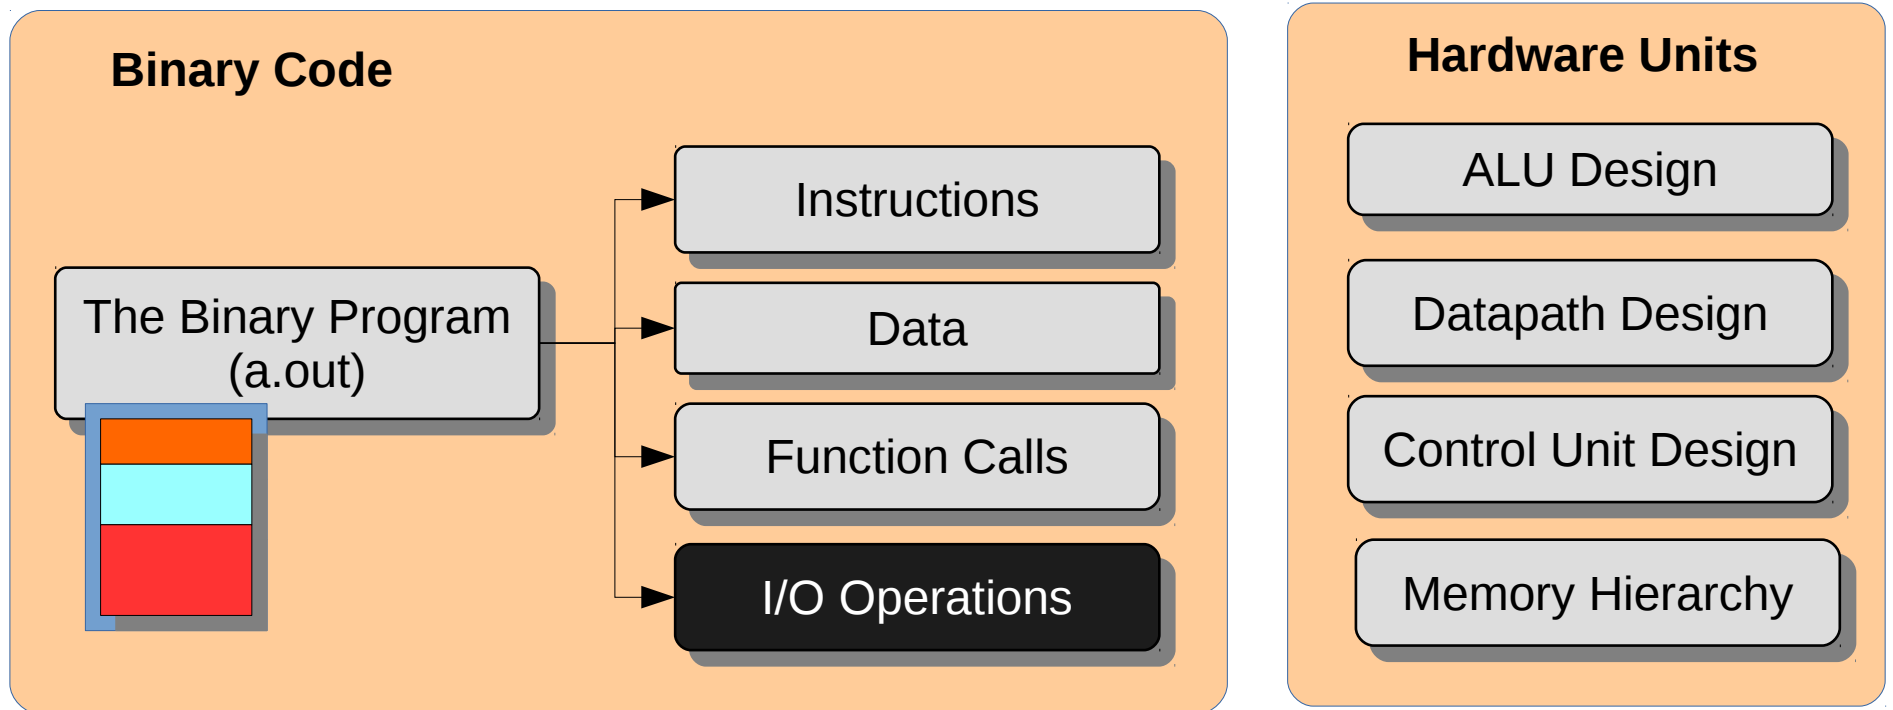 Binary Code
The Binary Program
(a.out)
Instructions
Data
Function Calls
I/O Operations
Hardware Units
ALU Design
Datapath Design
Control Unit Design
Memory Hierarchy